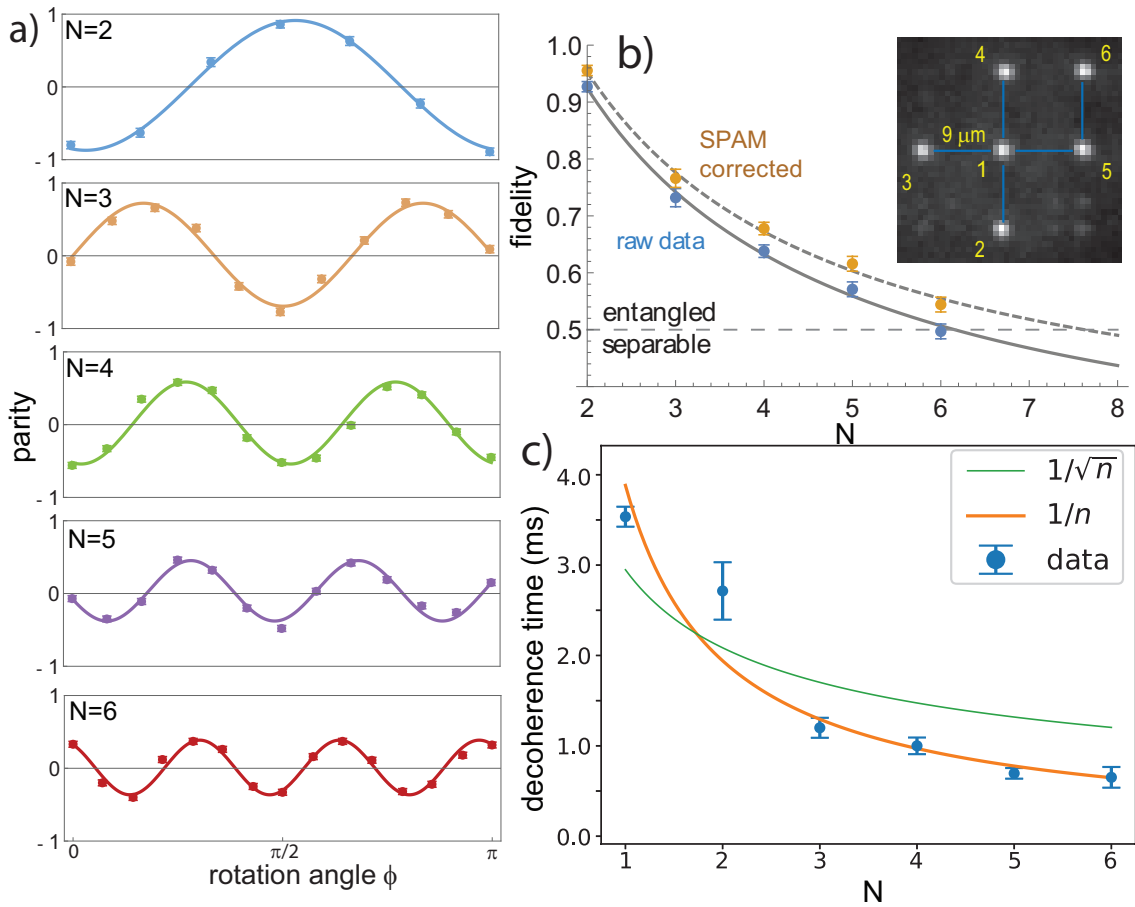 a)
N=2
1
0
- 1
N=3
1
0
- 1
N=4
1
0
- 1
N=5
1
0
- 1
N=6
1
0
- 1
parity
0
π/2
π
rotation angle ϕ
b)
1.0
0.9
0.8
0.7
0.6
0.5
fidelity
SPAM
corrected
raw data
entangled
separable
2
3
4
5
6
7
8
N
4
6
9 μm
3
1
5
2
c)
4.0
3.0
2.0
1.0
0.0
decoherence time (ms)
1/√n
1/n
data
1
2
3
4
5
6
N